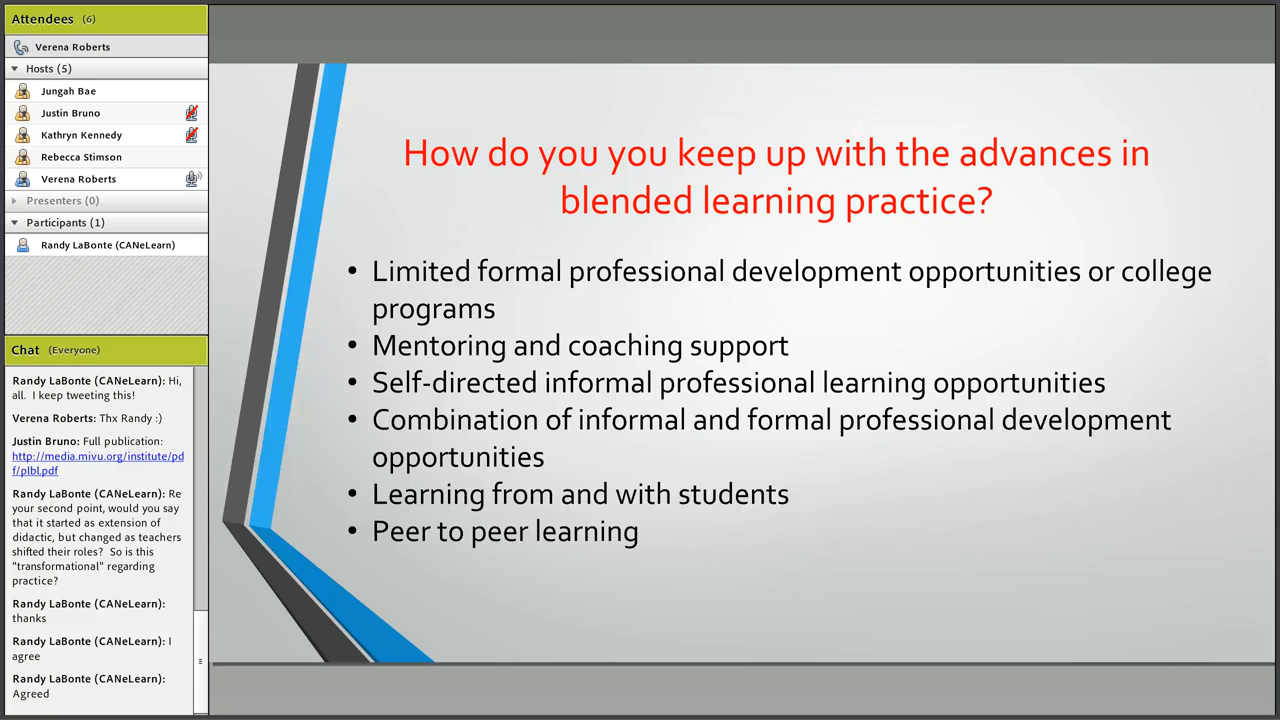 Attendees (6)
Verena Roberts
Hosts (5)
Jungah Bae
Justin Bruno
Kathryn Kennedy
Rebecca Stimson
Verena Roberts
Presenters (0)
Participants (1)
Randy LaBonte (CANeLearn)
Chat (Everyone)
Randy LaBonte (CANeLearn): Hi,
all. I keep tweeting this!
Verena Roberts: Thx Randy :)
Justin Bruno: Full publication:
http://media.mivu.org/institute/pd
f/plbl.pdf
Randy LaBonte (CANeLearn): Re
your second point, would you say
that it started as extension of
didactic, but changed as teachers
shifted their roles? So is this
"transformational" regarding
practice?
Randy LaBonte (CANeLearn):
thanks
Randy LaBonte (CANeLearn): I
agree
Randy LaBonte (CANeLearn):
Agreed
How do you you keep up with the advances in
blended learning practice?
• Limited formal professional development opportunities or college
programs
• Mentoring and coaching support
• Self-directed informal professional learning opportunities
• Combination of informal and formal professional development
opportunities
• Learning from and with students
• Peer to peer learning